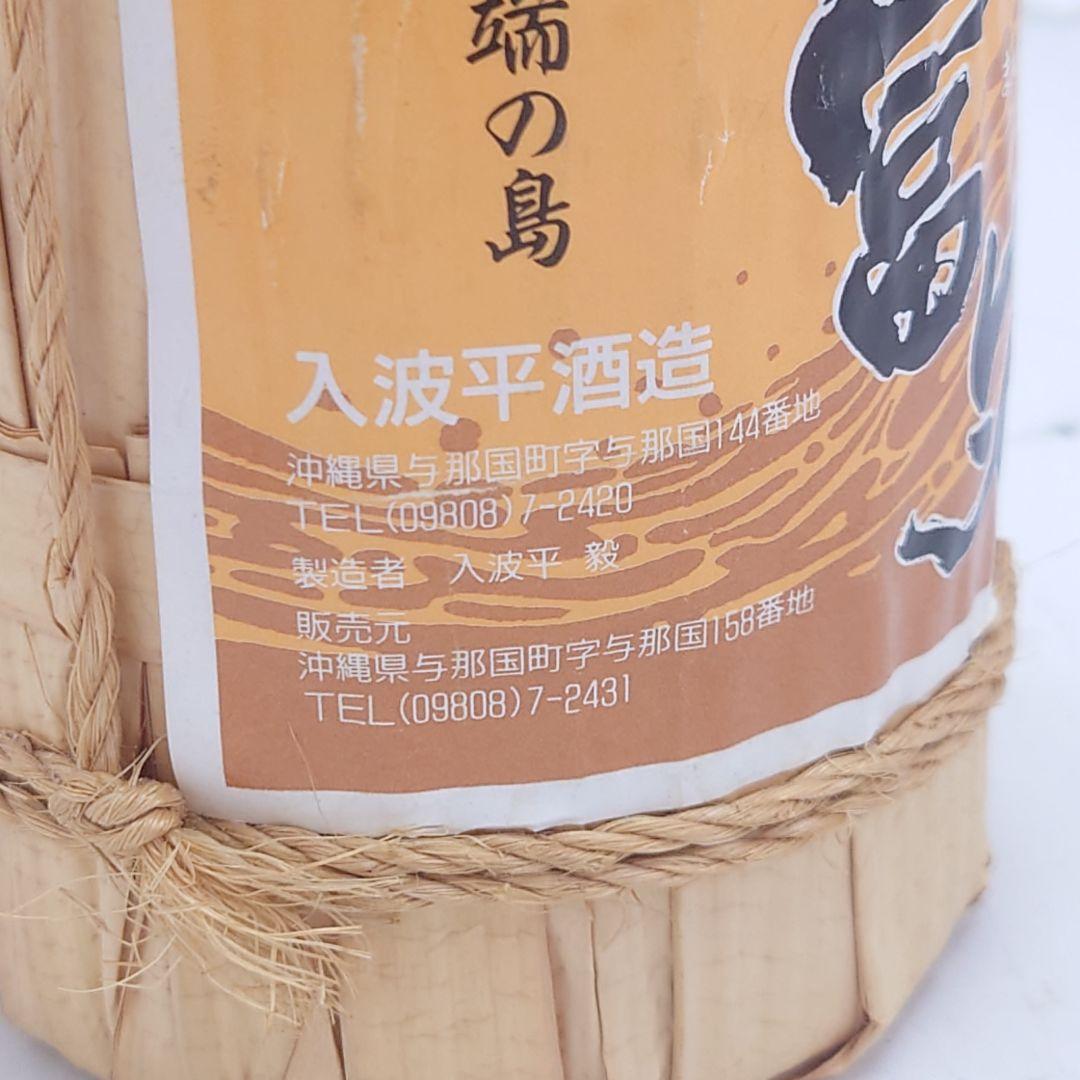 端の島
入波平酒造
沖縄県与那国町字与那国144番地
TEL(09808)7-2420
製造者 入波平 毅
販売元
沖縄県与那国町字与那国158番地
TEL(09808)7-2431